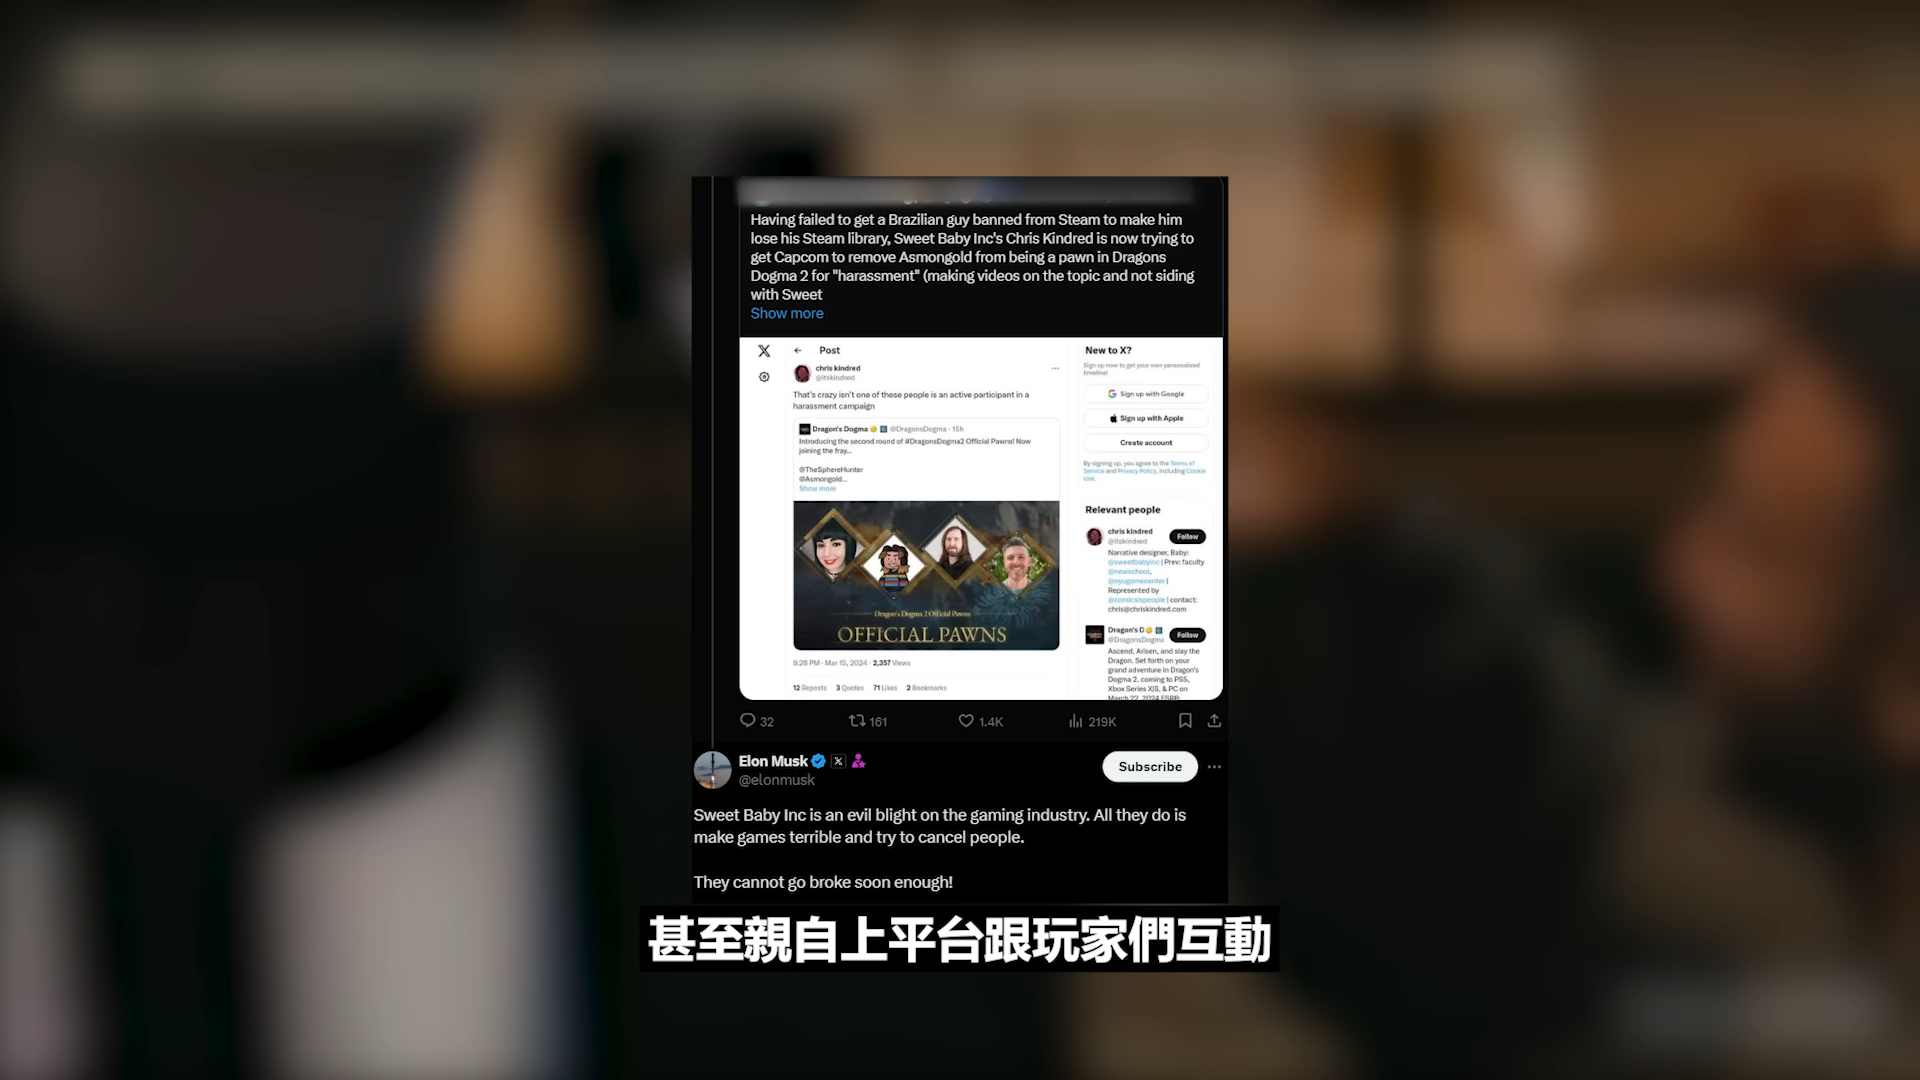 Having failed to get a Brazilian guy banned from Steam to make him
lose his Steam library, Sweet Baby Inc's Chris Kindred is now trying to
get Capcom to remove Asmongold from being a pawn in Dragons
Dogma 2 for "harassment" (making videos on the topic and not siding
with Sweet
Show more
Post
chris kindred
@itskindred
That's crazy isn't one of these people is an active participant in a
harassment campaign
Dragon's Dogma @DragonsDogma · 15h
Introducing the second round of #DragonsDogma2 Official Pawns! Now
joining the fray...
@TheSphereHunter
@Asmongold...
Show more
Dragon's Dogma 2 Official Pawns
OFFICIAL PAWNS
8:28 PM · Mar 15, 2024 · 2,357 Views
12 Reposts 3 Quotes 71 Likes 2 Bookmarks
New to X?
Sign up now to get your own personalized
timeline!
Sign up with Google
Sign up with Apple
Create account
By signing up, you agree to the Terms of
Service and Privacy Policy, including Cookie
Use.
Relevant people
chris kindred
@itskindred
Follow
Narrative designer, Baby:
@sweetbabyinc | Prev: faculty
@newschool,
@nyugamecenter |
Represented by
@comicsispeople | contact:
chris@chriskindred.com
Dragon's D
@DragonsDogma
Follow
Ascend, Arisen, and slay the
Dragon. Set forth on your
grand adventure in Dragon's
Dogma 2, coming to PS5,
Xbox Series X|S, & PC on
March 22, 2024 ESRB:
32 161 1.4K 219K
Elon Musk
@elonmusk
Subscribe
Sweet Baby Inc is an evil blight on the gaming industry. All they do is
make games terrible and try to cancel people.
They cannot go broke soon enough!
甚至親自上平台跟玩家們互動